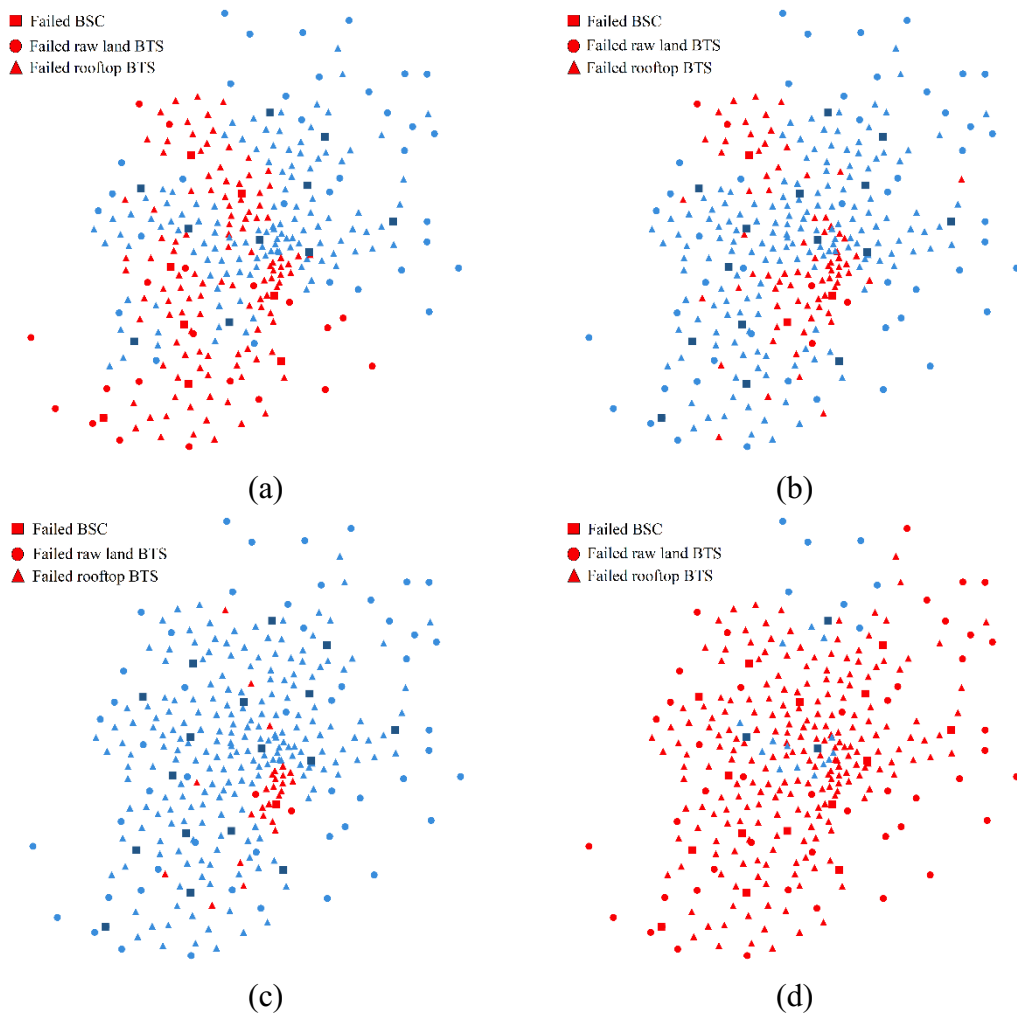 Failed BSC
Failed raw land BTS
Failed rooftop BTS
Failed BSC
Failed raw land BTS
Failed rooftop BTS
(a)
(b)
Failed BSC
Failed raw land BTS
Failed rooftop BTS
Failed BSC
Failed raw land BTS
Failed rooftop BTS
(c)
(d)